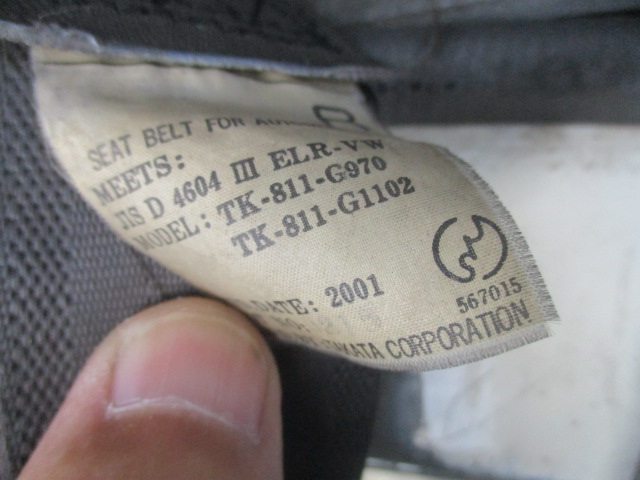 R
SEAT BELT FOR
MEETS:
JIS D 4604 III ELR-VW
MODEL: TK-811-G970
TK-811-G1102
DATE: 2001
567015
TAKATA CORPORATION